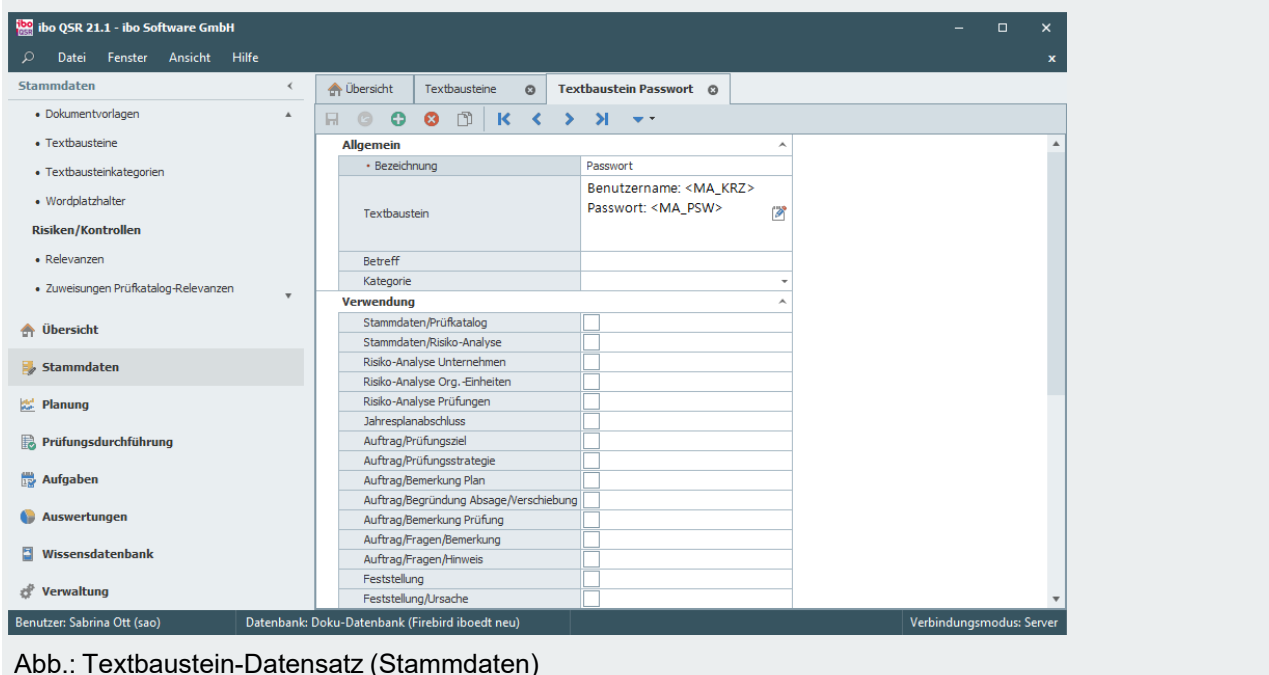 ibo QSR 21.1 - ibo Software GmbH
Datei Fenster Ansicht Hilfe
Stammdaten
Dokumentvorlagen
Textbausteine
Textbausteinkategorien
Wordplatzhalter
Risiken/Kontrollen
Relevanzen
Zuweisungen Prüfkatalog-Relevanzen
Übersicht
Stammdaten
Planung
Prüfungsdurchführung
Aufgaben
Auswertungen
Wissensdatenbank
Verwaltung
Übersicht Textbausteine Textbaustein Passwort
Allgemein
Bezeichnung Passwort
Textbaustein
Benutzername: <MA_KRZ>
Passwort: <MA_PSW>
Betreff
Kategorie
Verwendung
Stammdaten/Prüfkatalog
Stammdaten/Risiko-Analyse
Risiko-Analyse Unternehmen
Risiko-Analyse Org.-Einheiten
Risiko-Analyse Prüfungen
Jahresplanabschluss
Auftrag/Prüfungsziel
Auftrag/Prüfungsstrategie
Auftrag/Bemerkung Plan
Auftrag/Begründung Absage/Verschiebung
Auftrag/Bemerkung Prüfung
Auftrag/Fragen/Bemerkung
Auftrag/Fragen/Hinweis
Feststellung
Feststellung/Ursache
Benutzer: Sabrina Ott (sao) Datenbank: Doku-Datenbank (Firebird iboedt neu) Verbindungsmodus: Server
Abb.: Textbaustein-Datensatz (Stammdaten)